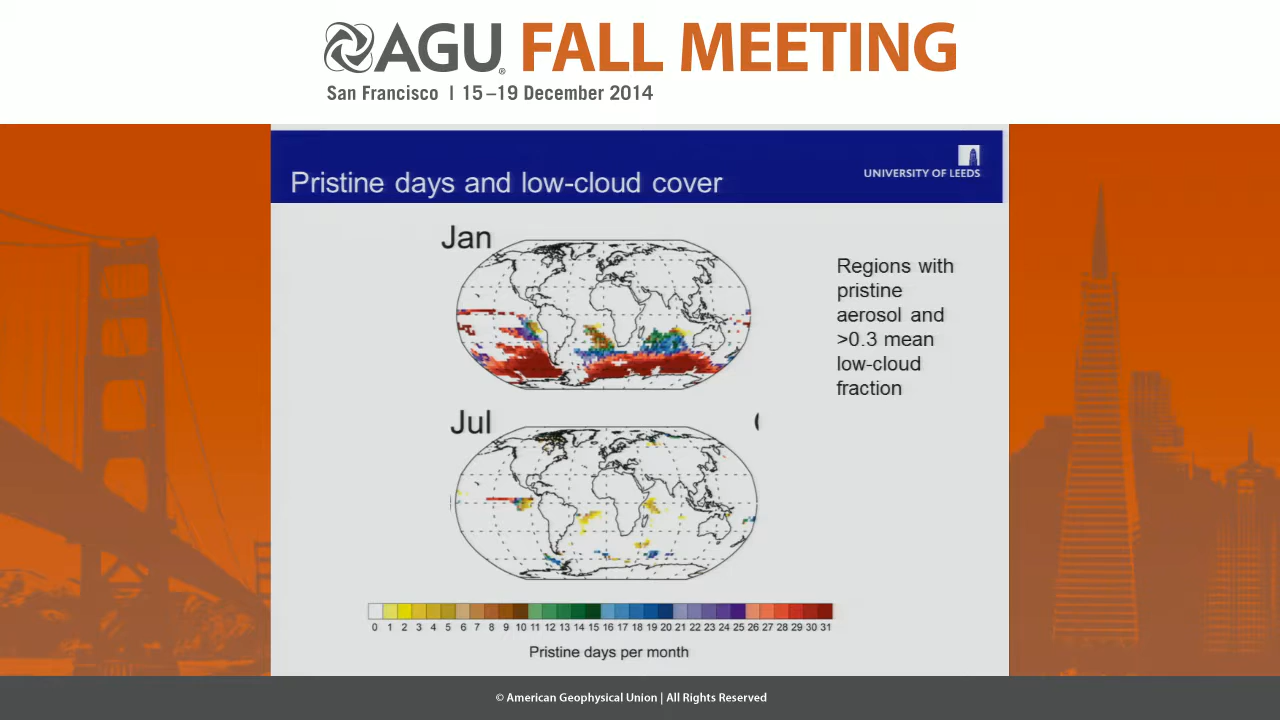 AGU® FALL MEETING
San Francisco | 15–19 December 2014
Pristine days and low-cloud cover
UNIVERSITY OF LEEDS
Jan
Regions with
pristine
aerosol and
>0.3 mean
low-cloud
fraction
Jul
0 1 2 3 4 5 6 7 8 9 10 11 12 13 14 15 16 17 18 19 20 21 22 23 24 25 26 27 28 29 30 31
Pristine days per month
© American Geophysical Union | All Rights Reserved